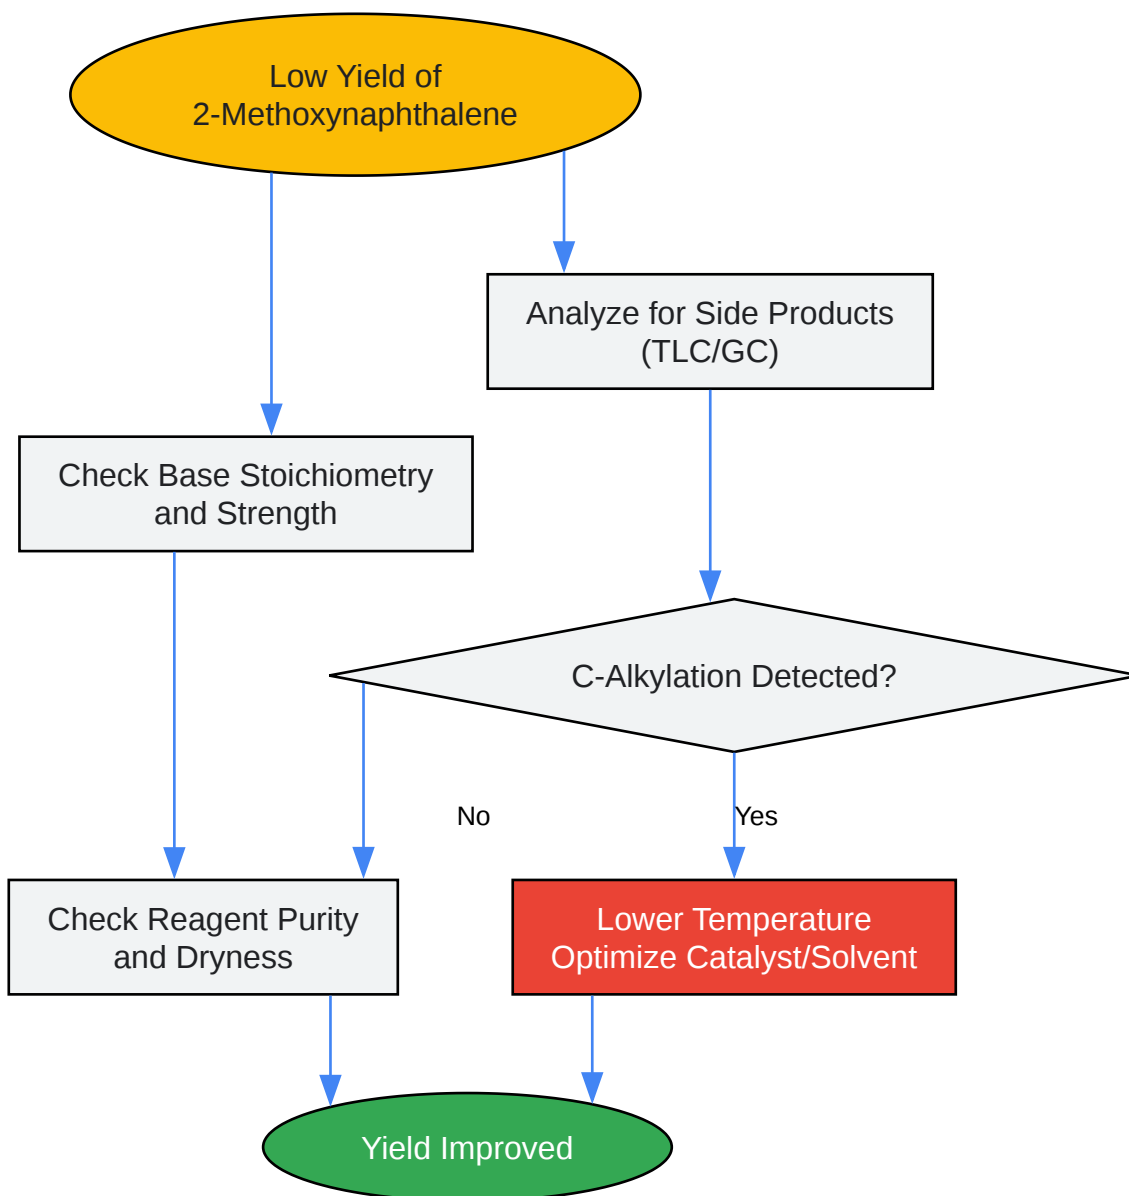 Low Yield of
2-Methoxynaphthalene
Analyze for Side Products
(TLC/GC)
Check Base Stoichiometry
and Strength
C-Alkylation Detected?
No
Yes
Check Reagent Purity
and Dryness
Lower Temperature
Optimize Catalyst/Solvent
Yield Improved